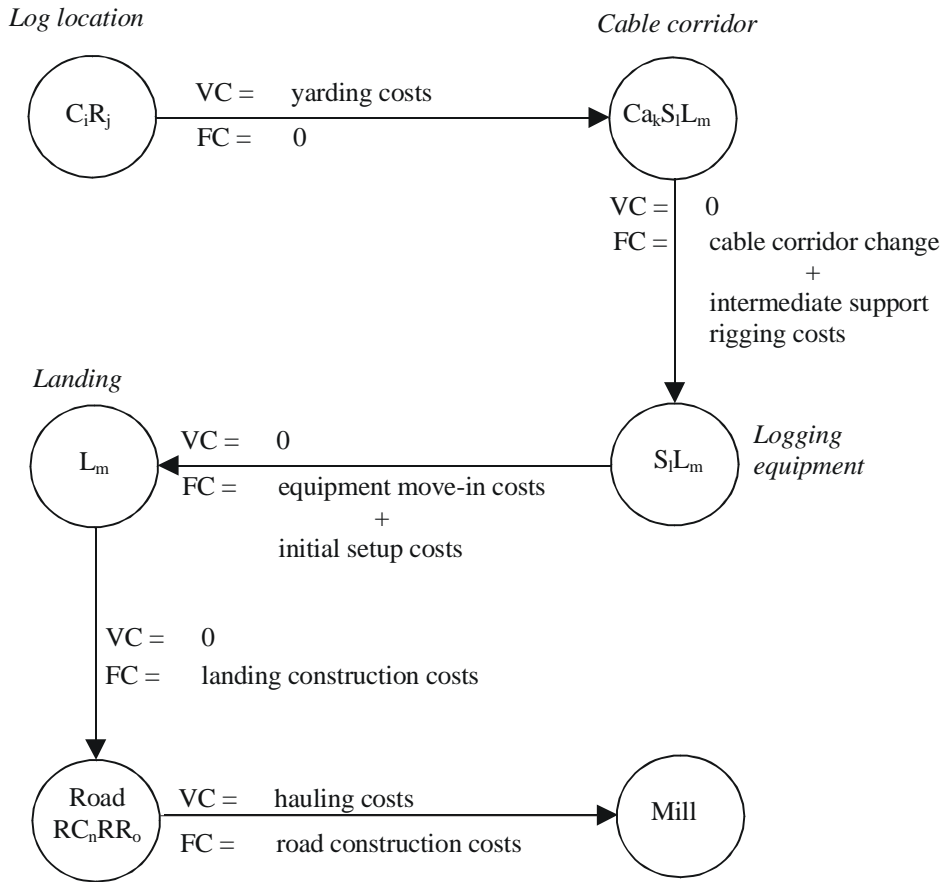 Log location
Cable corridor
CᵢRⱼ
VC = yarding costs
FC = 0
CaₖSₗLₘ
VC = 0
FC = cable corridor change
+
intermediate support
rigging costs
Landing
Lₘ
VC = 0
FC = equipment move-in costs
+
initial setup costs
SₗLₘ
Logging
equipment
VC = 0
FC = landing construction costs
Road
RCₙRRₒ
VC = hauling costs
FC = road construction costs
Mill